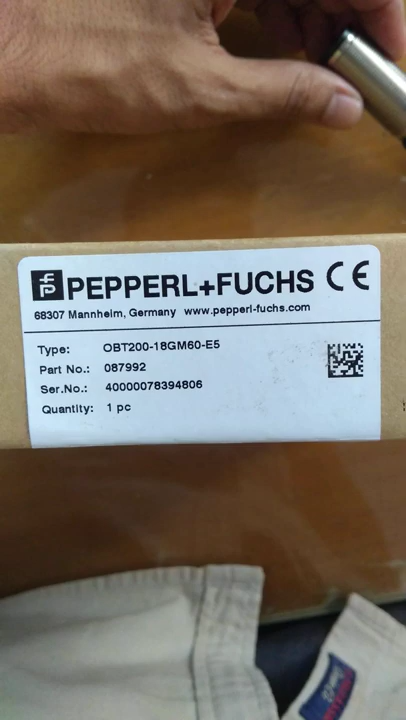 PEPPERL+FUCHS CE
68307 Mannheim, Germany www.pepperl-fuchs.com
Type: OBT200-18GM60-E5
Part No.: 087992
Ser.No.: 40000078394806
Quantity: 1 pc